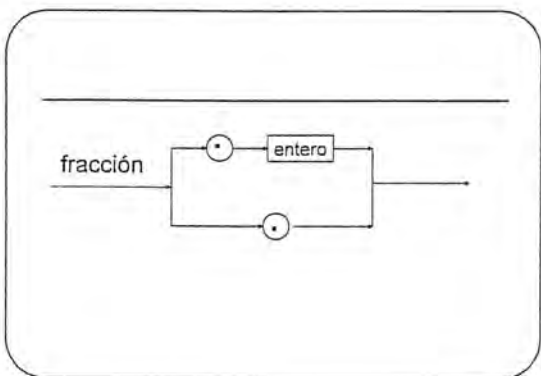 . entero
fracción
.